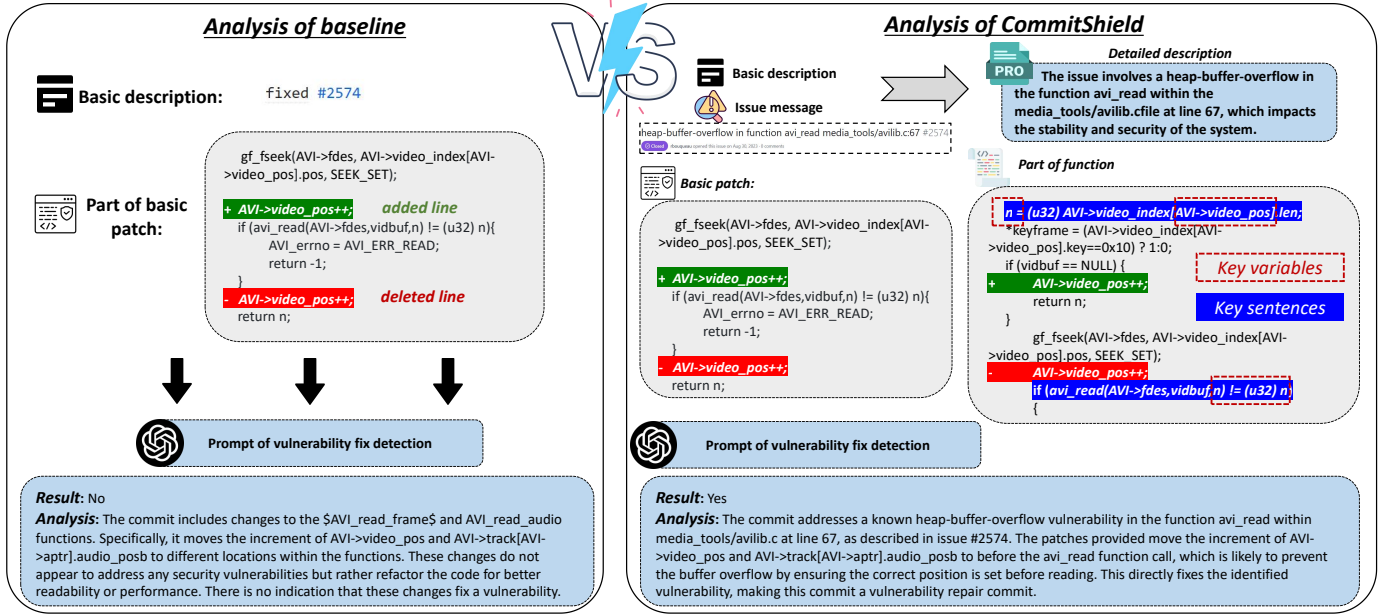 Analysis of baseline
Basic description:
fixed #2574
Part of basic
patch:
gf_fseek(AVI->fdes, AVI->video_index[AVI-
>video_pos].pos, SEEK_SET);
+ AVI->video_pos++;
added line
if (avi_read(AVI->fdes,vidbuf,n) != (u32) n){
AVI_errno = AVI_ERR_READ;
return -1;
}
- AVI->video_pos++;
deleted line
return n;
Prompt of vulnerability fix detection
Result: No
Analysis: The commit includes changes to the $AVI_read_frame$ and AVI_read_audio
functions. Specifically, it moves the increment of AVI->video_pos and AVI->track[AVI-
>aptr].audio_posb to different locations within the functions. These changes do not
appear to address any security vulnerabilities but rather refactor the code for better
readability or performance. There is no indication that these changes fix a vulnerability.
VS
Analysis of CommitShield
Basic description
Issue message
heap-buffer-overflow in function avi_read media_tools/avilib.c:67 #2574
Closed
opened this issue on Aug 30, 2023 · 0 comments
PRO
Detailed description
The issue involves a heap-buffer-overflow in
the function avi_read within the
media_tools/avilib.cfile at line 67, which impacts
the stability and security of the system.
Basic patch:
gf_fseek(AVI->fdes, AVI->video_index[AVI-
>video_pos].pos, SEEK_SET);
+ AVI->video_pos++;
if (avi_read(AVI->fdes,vidbuf,n) != (u32) n){
AVI_errno = AVI_ERR_READ;
return -1;
}
- AVI->video_pos++;
return n;
Part of function
n = (u32) AVI->video_index[AVI->video_pos].len;
*keyframe = (AVI->video_index[AVI-
>video_pos].key==0x10) ? 1:0;
if (vidbuf == NULL) {
+ AVI->video_pos++;
return n;
}
gf_fseek(AVI->fdes, AVI->video_index[AVI-
>video_pos].pos, SEEK_SET);
- AVI->video_pos++;
if (avi_read(AVI->fdes,vidbuf,n) != (u32) n)
{
Key variables
Key sentences
Prompt of vulnerability fix detection
Result: Yes
Analysis: The commit addresses a known heap-buffer-overflow vulnerability in the function avi_read within
media_tools/avilib.c at line 67, as described in issue #2574. The patches provided move the increment of AVI-
>video_pos and AVI->track[AVI->aptr].audio_posb to before the avi_read function call, which is likely to prevent
the buffer overflow by ensuring the correct position is set before reading. This directly fixes the identified
vulnerability, making this commit a vulnerability repair commit.